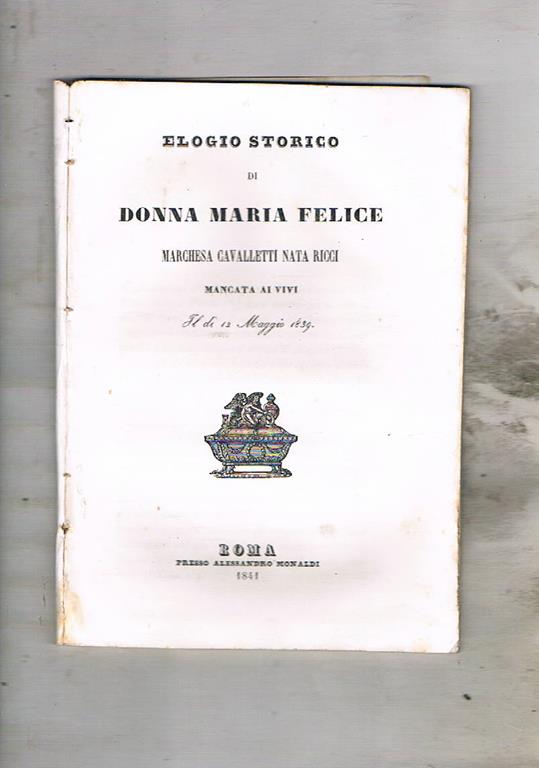 ELOGIO STORICO
DI
DONNA MARIA FELICE
MARCHESA CAVALLETTI NATA RICCI
MANCATA AI VIVI
Il dì 12 Maggio 1839.
ROMA
PRESSO ALESSANDRO MONALDI
1841